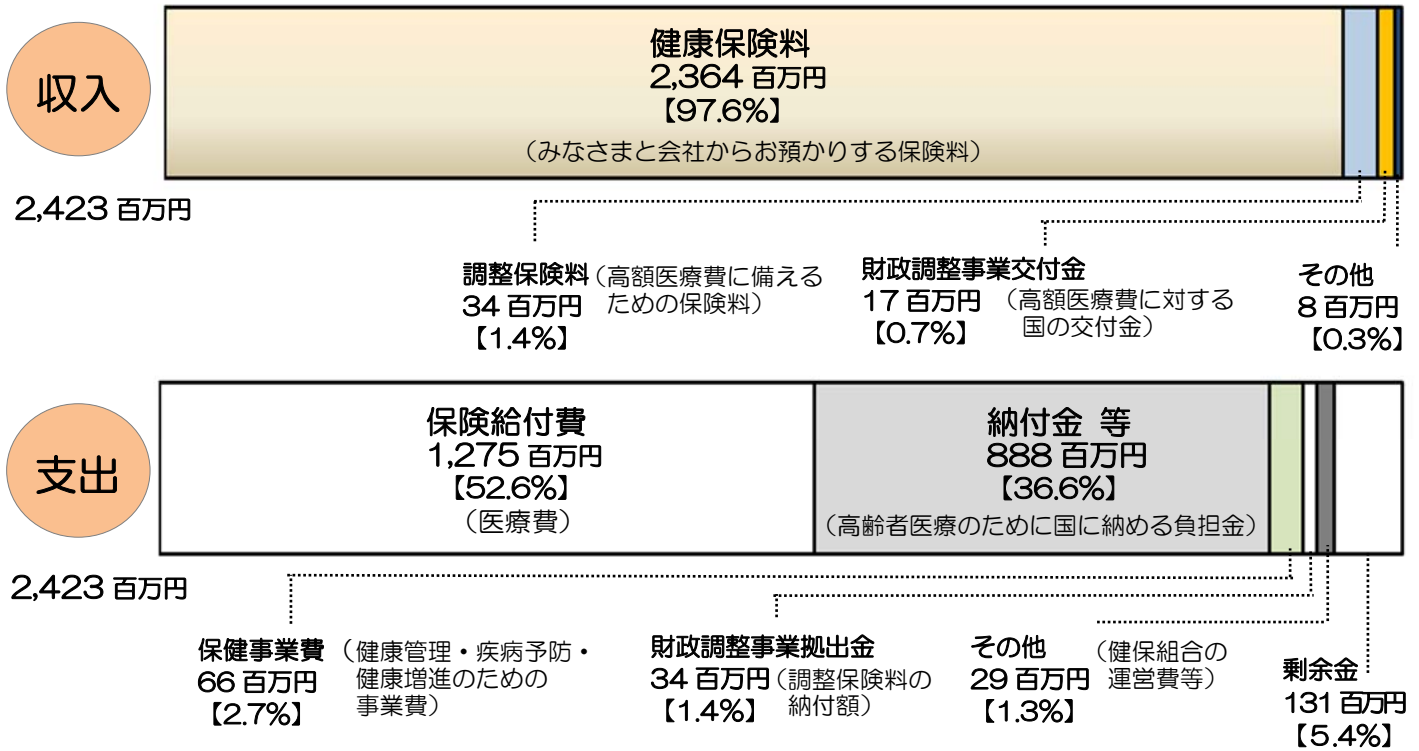 収入
2,423 百万円
健康保険料
2,364 百万円
【97.6%】
（みなさまと会社からお預かりする保険料）
調整保険料（高額医療費に備える
ための保険料）
34 百万円
【1.4%】
財政調整事業交付金
17 百万円（高額医療費に対する
国の交付金）
【0.7%】
その他
8 百万円
【0.3%】
支出
2,423 百万円
保険給付費
1,275 百万円
【52.6%】
（医療費）
納付金 等
888 百万円
【36.6%】
（高齢者医療のために国に納める負担金）
保健事業費（健康管理・疾病予防・
健康増進のための
事業費）
66 百万円
【2.7%】
財政調整事業拠出金
34 百万円（調整保険料の
納付額）
【1.4%】
その他（健保組合の
運営費等）
29 百万円
【1.3%】
剰余金
131 百万円
【5.4%】